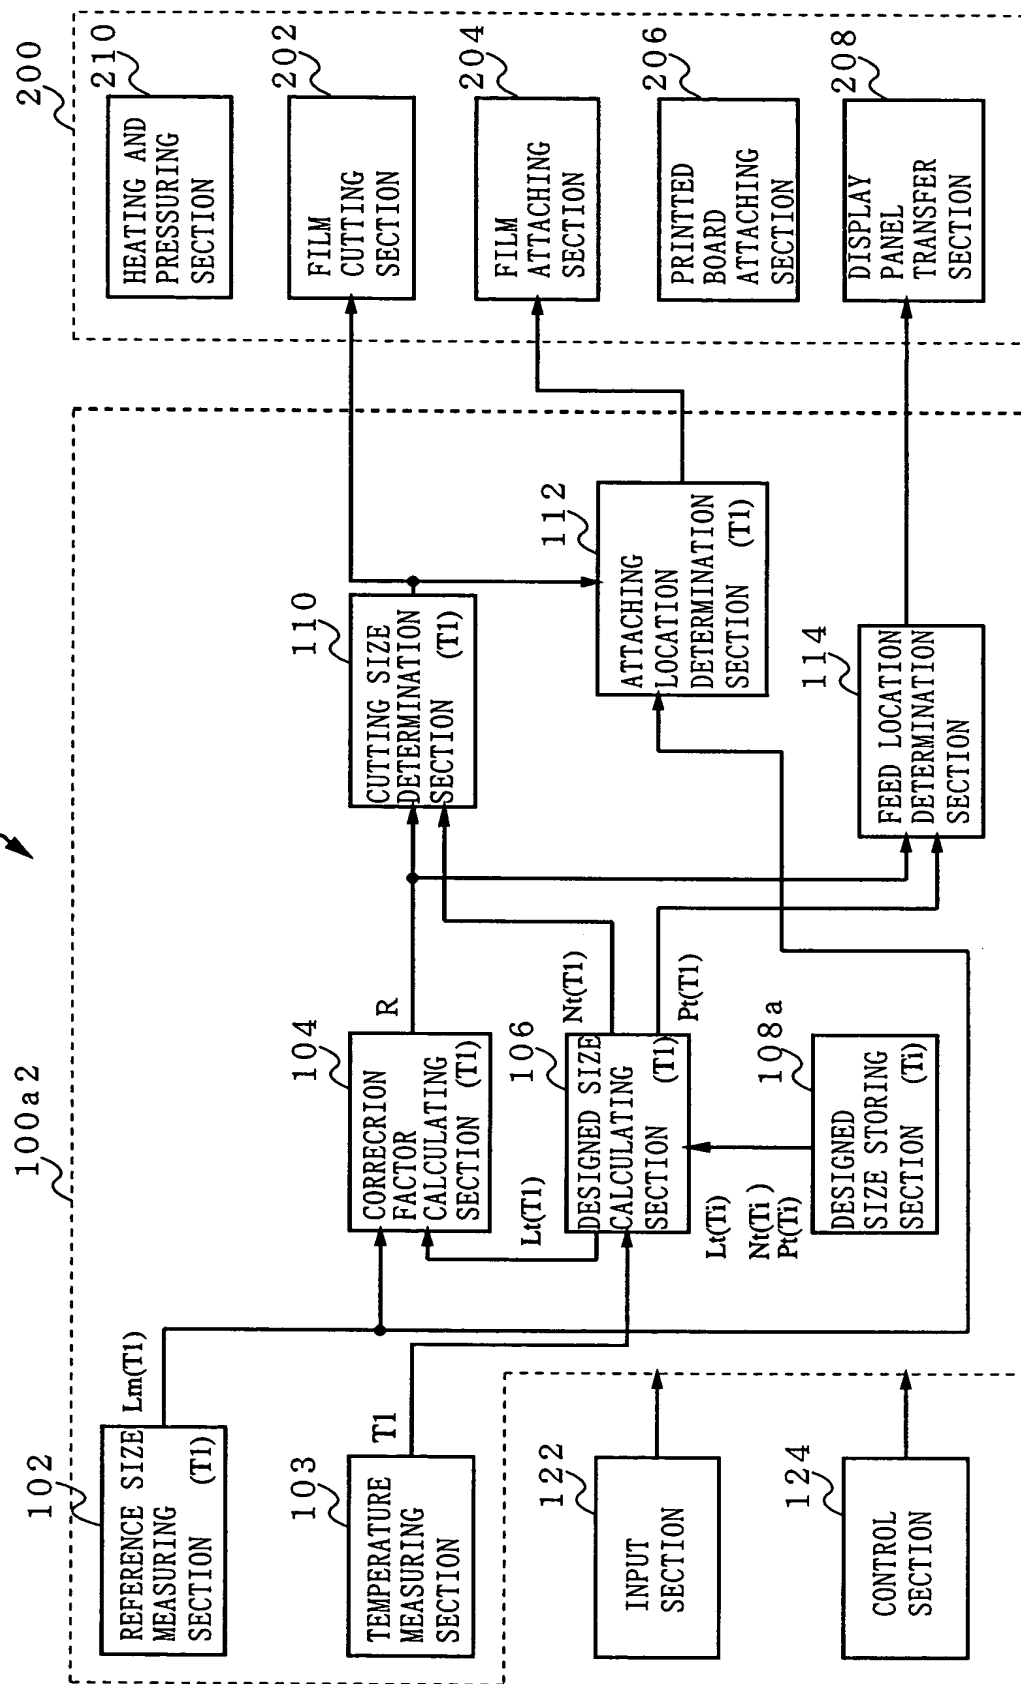 100a2
200
102
REFERENCE SIZE
MEASURING
SECTION (T1)
Lm(T1)
103
TEMPERATURE
MEASURING
SECTION
T1
122
INPUT
SECTION
124
CONTROL
SECTION
104
CORRECRION
FACTOR
CALCULATING
SECTION (T1)
R
Lt(T1)
106
DESIGNED SIZE
CALCULATING
SECTION (T1)
Nt(T1)
Pt(T1)
Lt(Ti)
Nt(Ti)
Pt(Ti)
108a
DESIGNED
SIZE STORING
SECTION (Ti)
110
CUTTING SIZE
DETERMINATION
SECTION (T1)
112
ATTACHING
LOCATION
DETERMINATION
SECTION (T1)
114
FEED LOCATION
DETERMINATION
SECTION
210
HEATING AND
PRESSURING
SECTION
202
FILM
CUTTING
SECTION
204
FILM
ATTACHING
SECTION
206
PRINTTED
BOARD
ATTACHING
SECTION
208
DISPLAY
PANEL
TRANSFER
SECTION